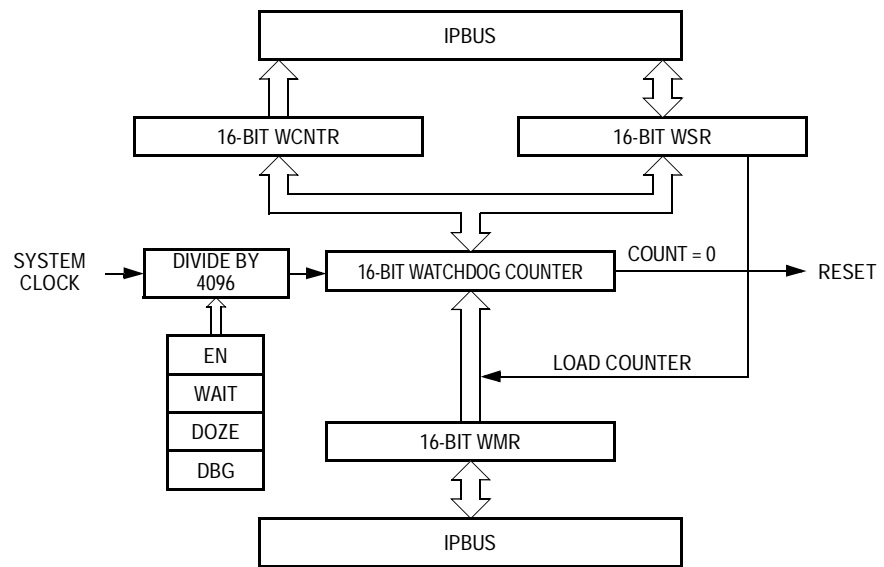 IPBUS
16-BIT WCNTR
16-BIT WSR
SYSTEM
CLOCK
DIVIDE BY
4096
16-BIT WATCHDOG COUNTER
COUNT = 0
RESET
EN
WAIT
DOZE
DBG
LOAD COUNTER
16-BIT WMR
IPBUS